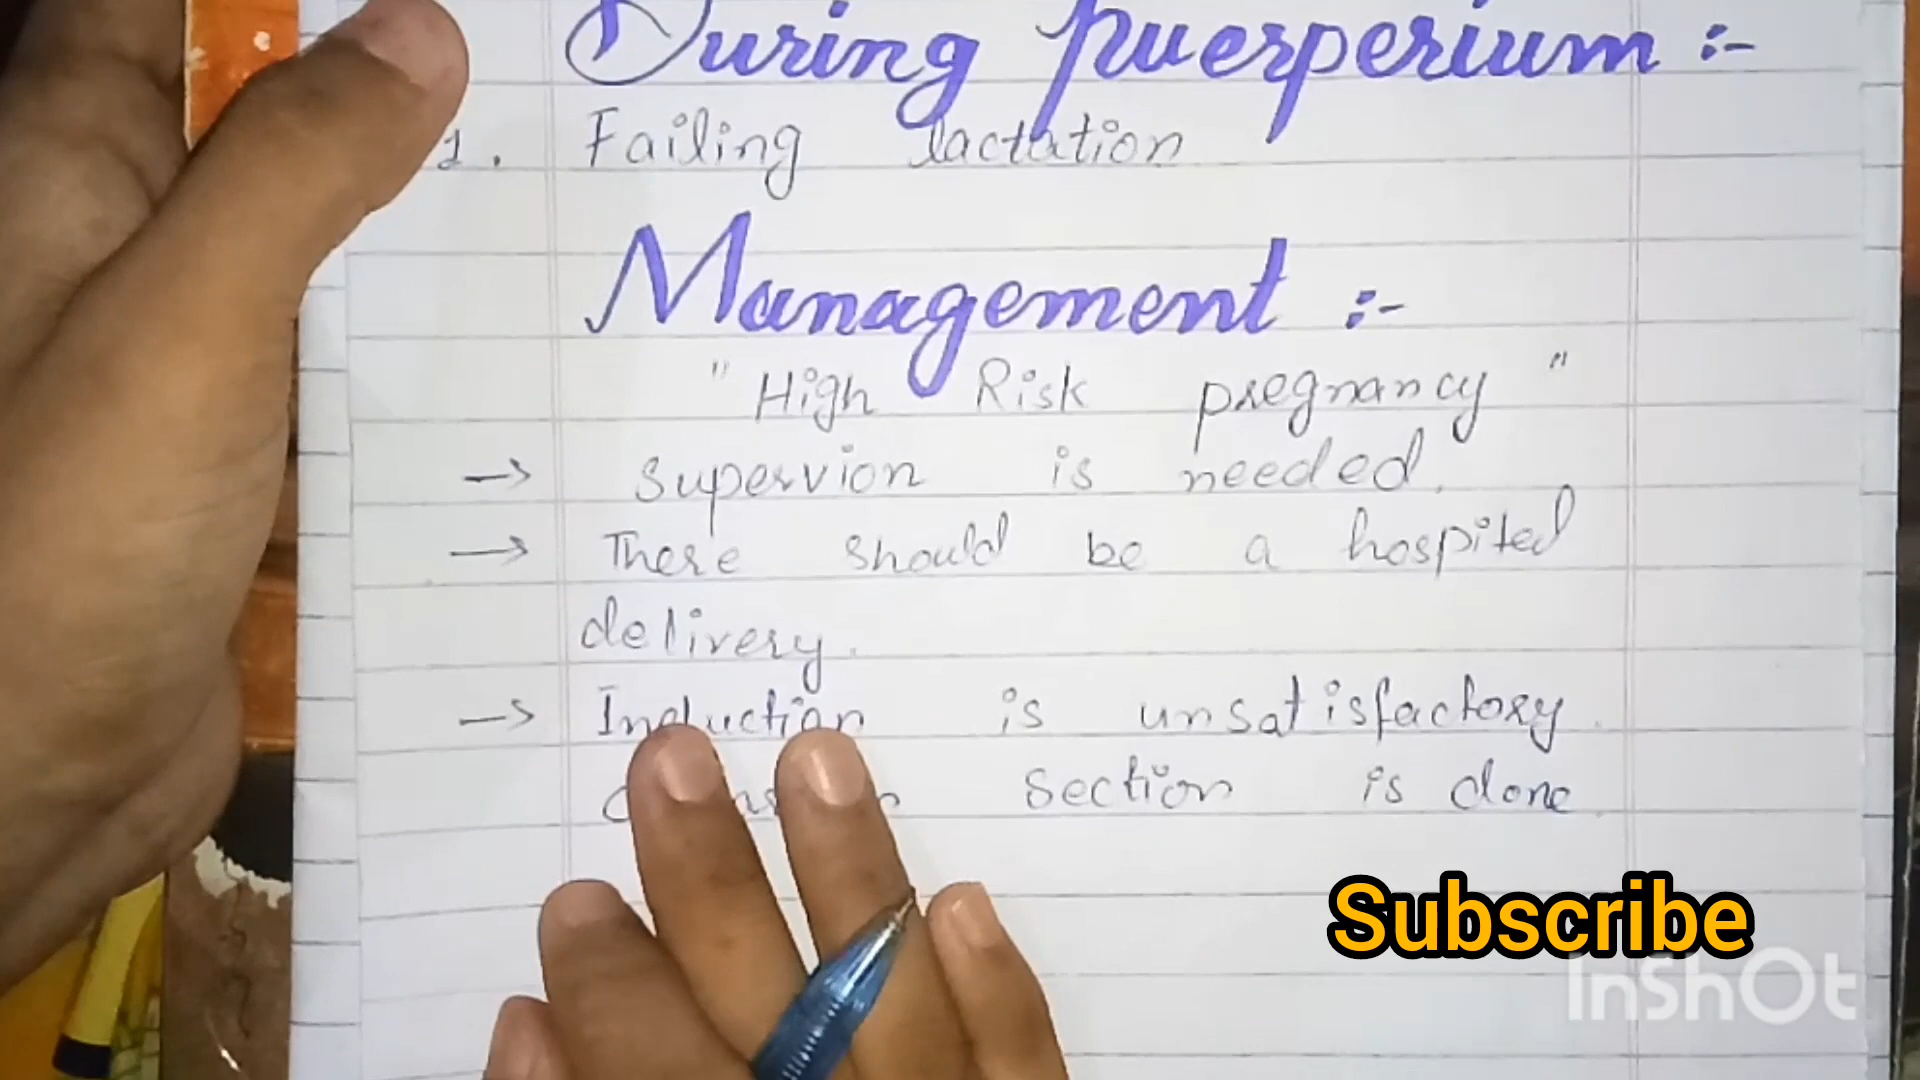 During puerperium :-
1. Failing lactation
Management :-
" High Risk pregnancy "
→ supervion is needed.
→ There should be a hospital
delivery.
→ Induction is unsatisfactory.
section is done
Subscribe
InShOt